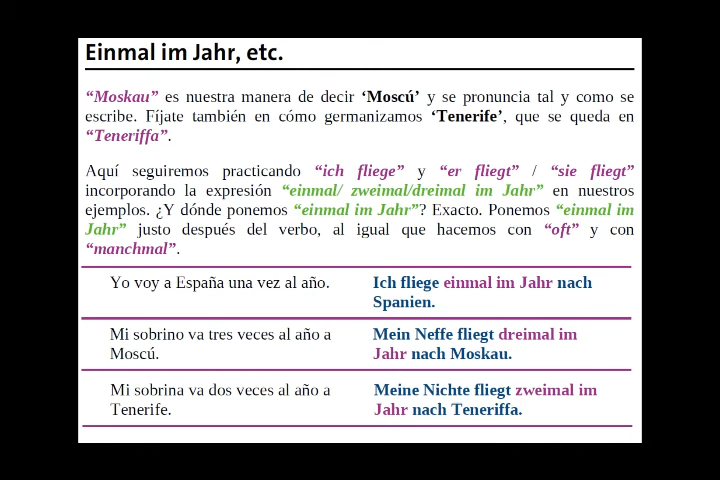 Einmal im Jahr, etc.
“Moskau” es nuestra manera de decir ‘Moscú’ y se pronuncia tal y como se
escribe. Fíjate también en cómo germanizamos ‘Tenerife’, que se queda en
“Teneriffa”.
Aquí seguiremos practicando “ich fliege” y “er fliegt” / “sie fliegt”
incorporando la expresión “einmal/ zweimal/dreimal im Jahr” en nuestros
ejemplos. ¿Y dónde ponemos “einmal im Jahr”? Exacto. Ponemos “einmal im
Jahr” justo después del verbo, al igual que hacemos con “oft” y con
“manchmal”.
Yo voy a España una vez al año.
Ich fliege einmal im Jahr nach
Spanien.
Mi sobrino va tres veces al año a
Moscú.
Mein Neffe fliegt dreimal im
Jahr nach Moskau.
Mi sobrina va dos veces al año a
Tenerife.
Meine Nichte fliegt zweimal im
Jahr nach Teneriffa.